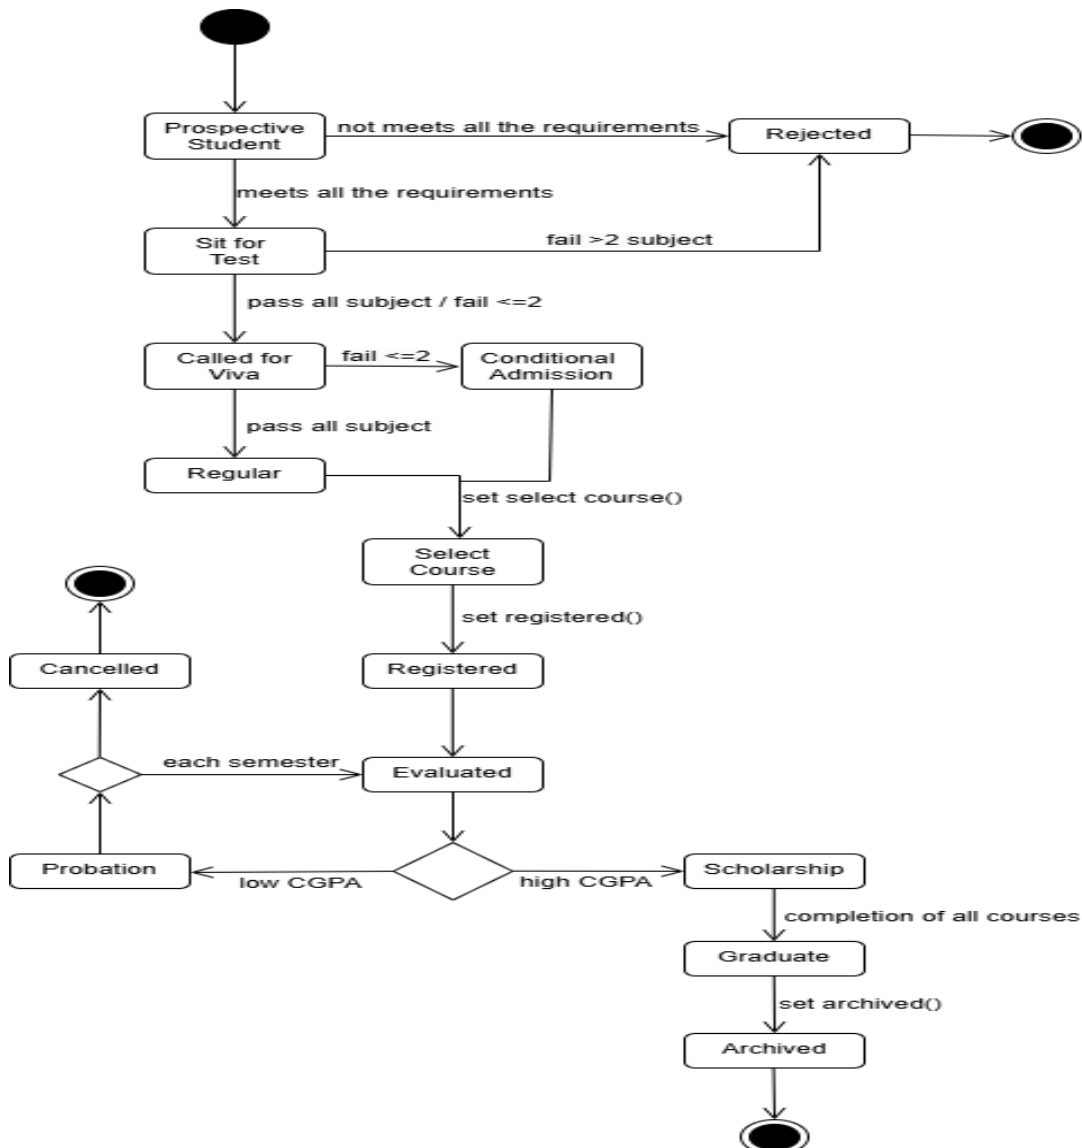 Prospective
Student
not meets all the requirements
Rejected
meets all the requirements
Sit for
Test
fail >2 subject
pass all subject / fail <=2
Called for
Viva
fail <=2
Conditional
Admission
pass all subject
Regular
set select course()
Select
Course
set registered()
Cancelled
Registered
each semester
Evaluated
Probation
low CGPA
high CGPA
Scholarship
completion of all courses
Graduate
set archived()
Archived